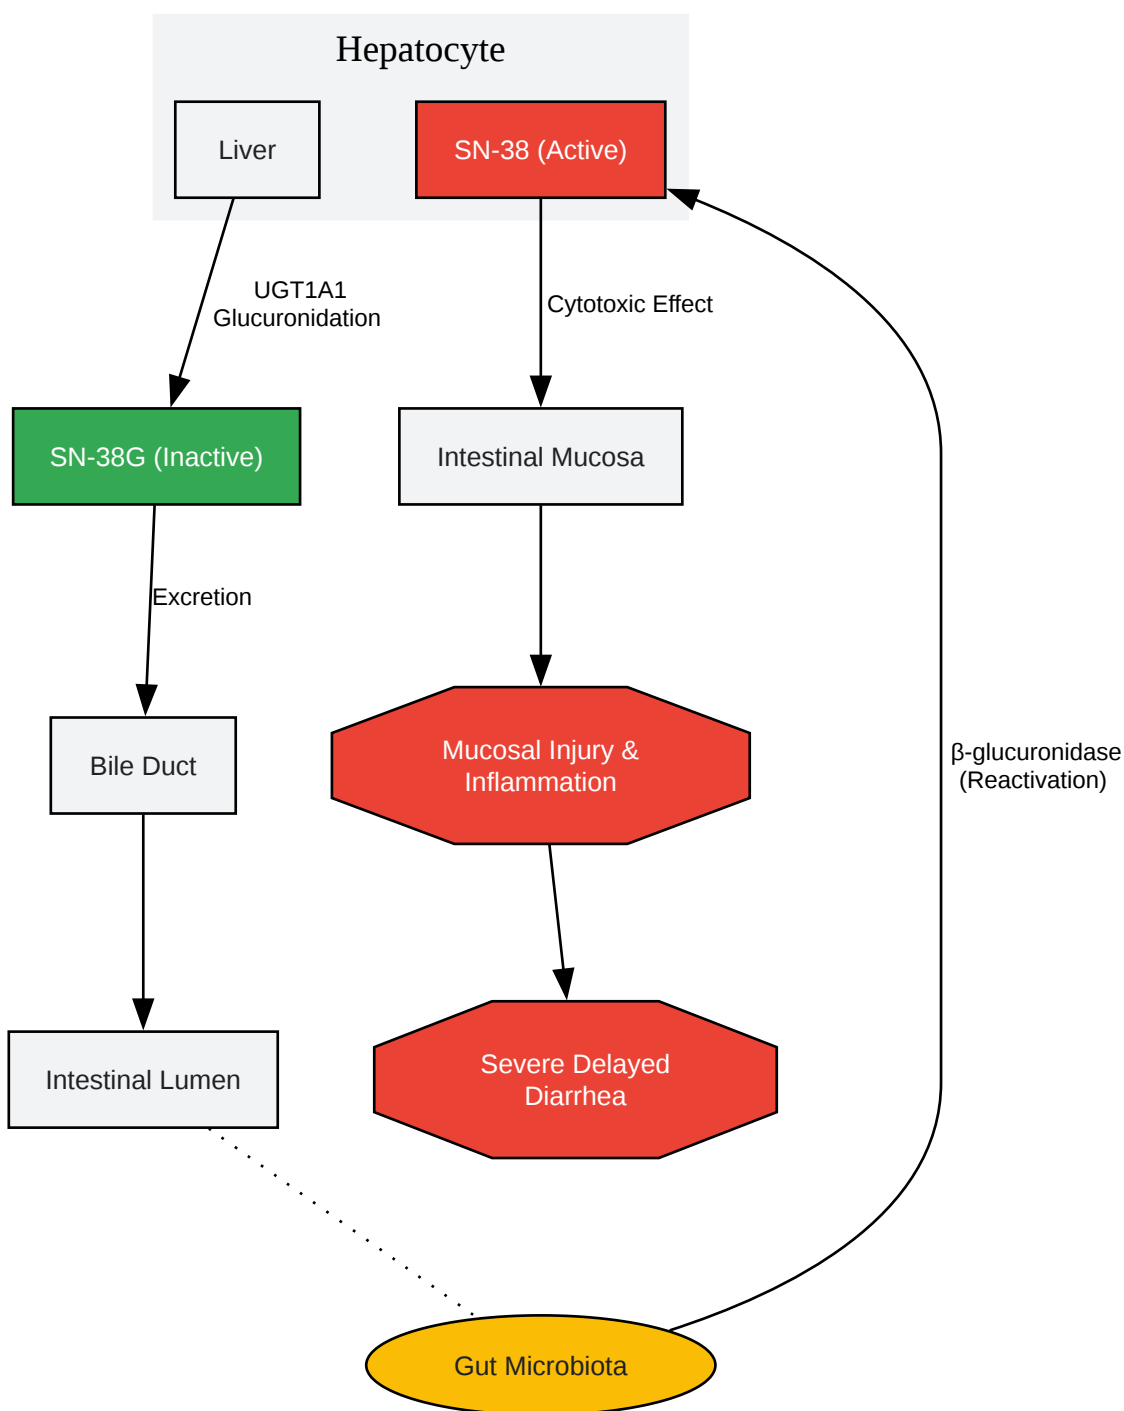 Hepatocyte
Liver
SN-38 (Active)
UGT1A1
Glucuronidation
Cytotoxic Effect
SN-38G (Inactive)
Intestinal Mucosa
Excretion
Mucosal Injury &
Inflammation
Bile Duct
β-glucuronidase
(Reactivation)
Intestinal Lumen
Severe Delayed
Diarrhea
Gut Microbiota